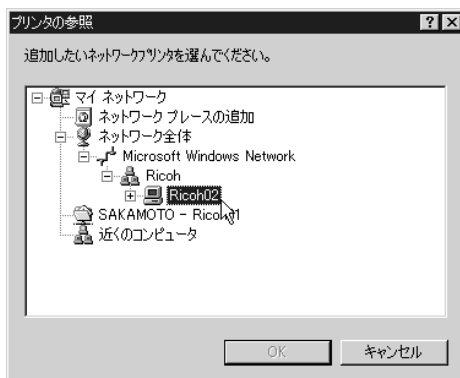 プリンタの参照
追加したいネットワークプリンタを選んでください。
マイ ネットワーク
ネットワーク プレースの追加
ネットワーク全体
Microsoft Windows Network
Ricoh
Ricoh02
SAKAMOTO - Ricoh01
近くのコンピュータ
OK
キャンセル